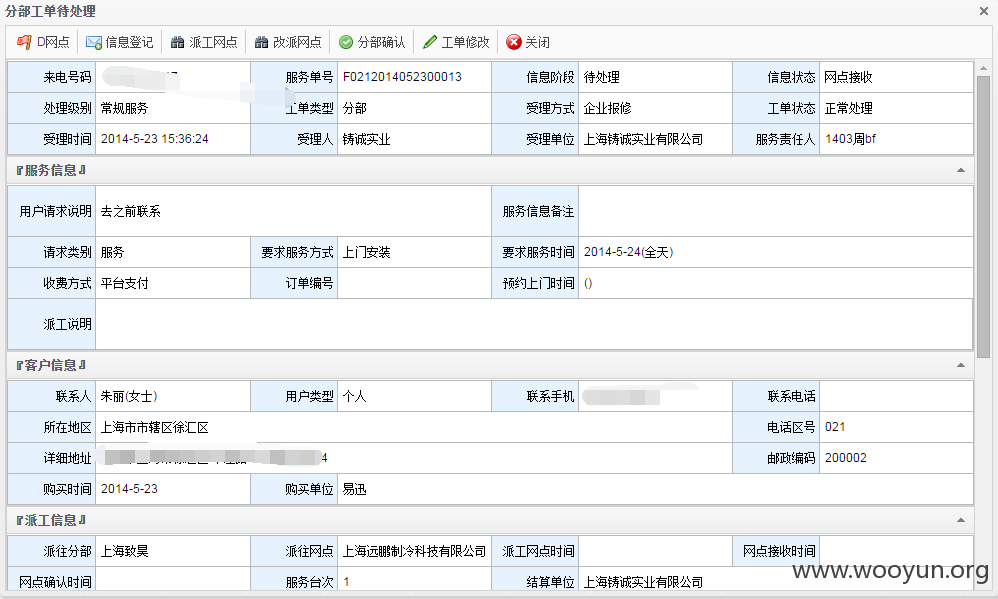 分部工单待处理
D网点 信息登记 派工网点 改派网点 分部确认 工单修改 关闭
来电号码 服务单号 F0212014052300013 信息阶段 待处理 信息状态 网点接收
处理级别 常规服务 工单类型 分部 受理方式 企业报修 工单状态 正常处理
受理时间 2014-5-23 15:36:24 受理人 铸诚实业 受理单位 上海铸诚实业有限公司 服务责任人 1403周bf
『服务信息』
用户请求说明 去之前联系 服务信息备注
请求类别 服务 要求服务方式 上门安装 要求服务时间 2014-5-24(全天)
收费方式 平台支付 订单编号 预约上门时间 ()
派工说明
『客户信息』
联系人 朱丽(女士) 用户类型 个人 联系手机 联系电话
所在地区 上海市市辖区徐汇区 电话区号 021
详细地址 4 邮政编码 200002
购买时间 2014-5-23 购买单位 易迅
『派工信息』
派往分部 上海致昊 派往网点 上海远鹏制冷科技有限公司 派工网点时间 网点接收时间
网点确认时间 服务台次 1 结算单位 上海铸诚实业有限公司
www.wooyun.org